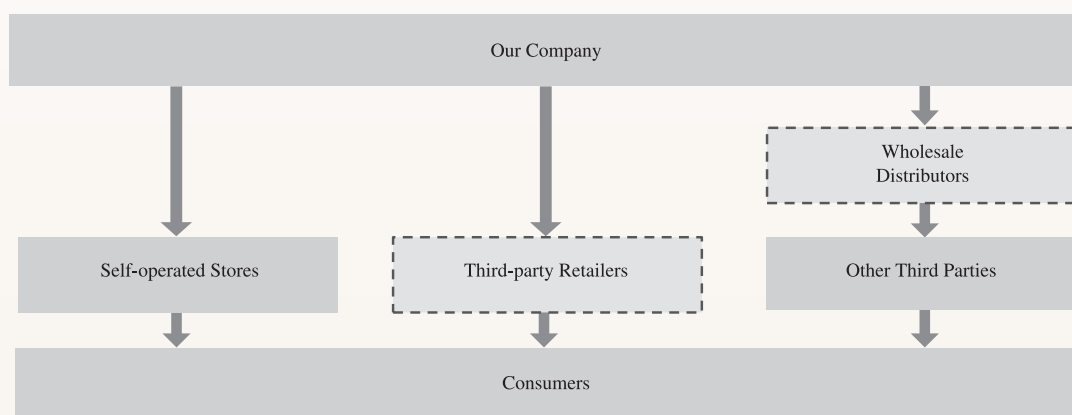 Our Company
Wholesale
Distributors
Self-operated Stores
Third-party Retailers
Other Third Parties
Consumers